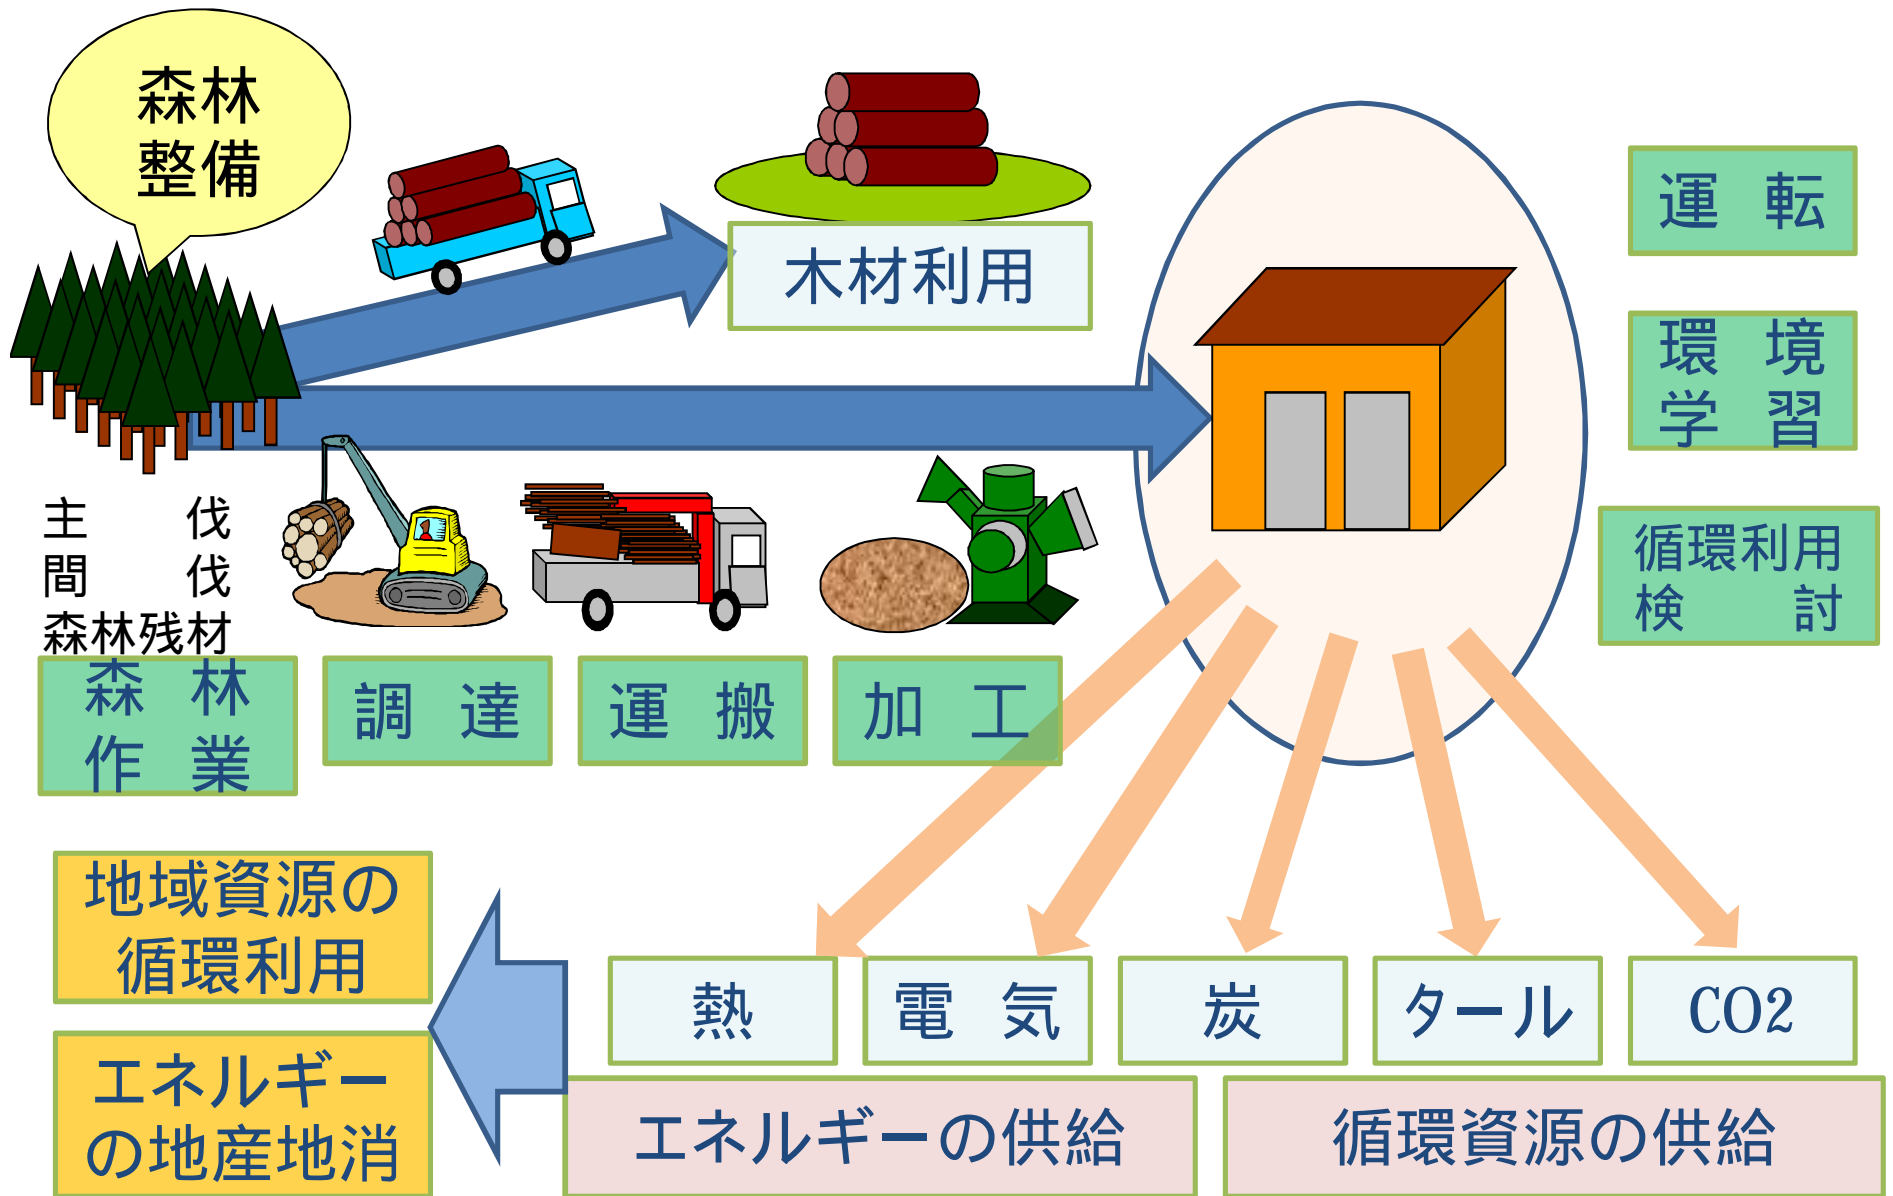 森林
整備
木材利用
運　転
環　境
学　習
循環利用
検　　討
主　　伐
間　　伐
森林残材
森　林
作　業
調　達
運　搬
加　工
地域資源の
循環利用
エネルギー
の地産地消
熱
電　気
炭
タール
CO2
エネルギーの供給
循環資源の供給